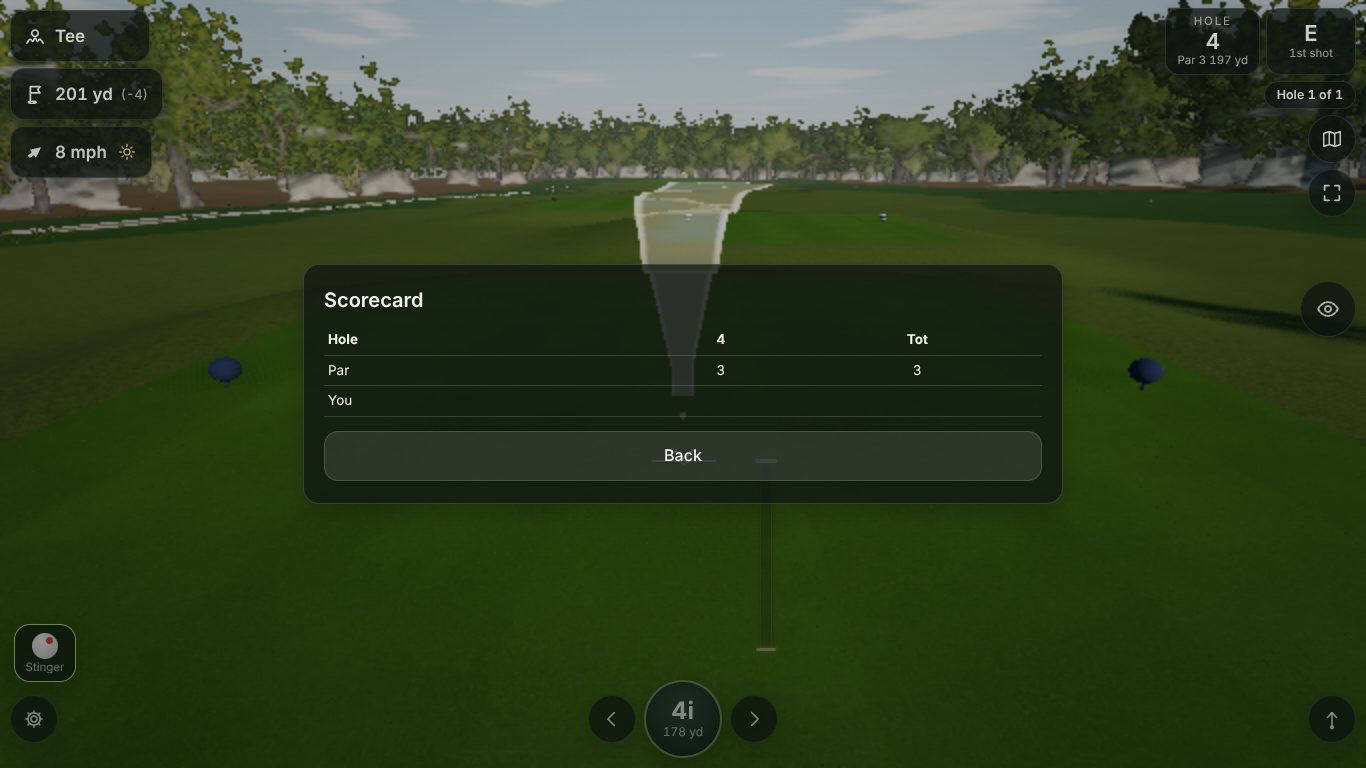 Tee
201 yd (-4)
8 mph
HOLE
4
Par 3 197 yd
E
1st shot
Hole 1 of 1
Scorecard
Hole 4 Tot
Par 3 3
You
Back
Stinger
4i
178 yd